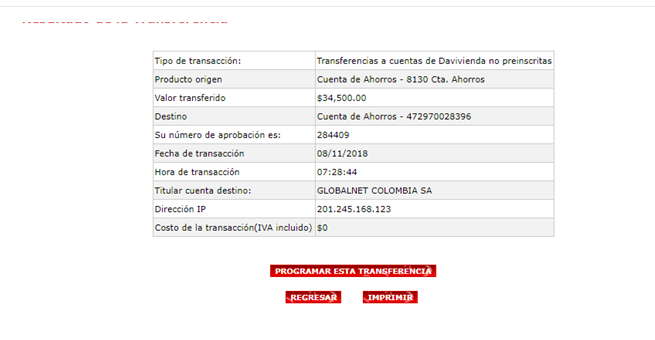 Tipo de transacción: Transferencias a cuentas de Davivienda no preinscritas
Producto origen Cuenta de Ahorros - 8130 Cta. Ahorros
Valor transferido $34,500.00
Destino Cuenta de Ahorros - 472970028396
Su número de aprobación es: 284409
Fecha de transacción 08/11/2018
Hora de transacción 07:28:44
Titular cuenta destino: GLOBALNET COLOMBIA SA
Dirección IP 201.245.168.123
Costo de la transacción(IVA incluido) $0
PROGRAMAR ESTA TRANSFERENCIA
REGRESAR IMPRIMIR